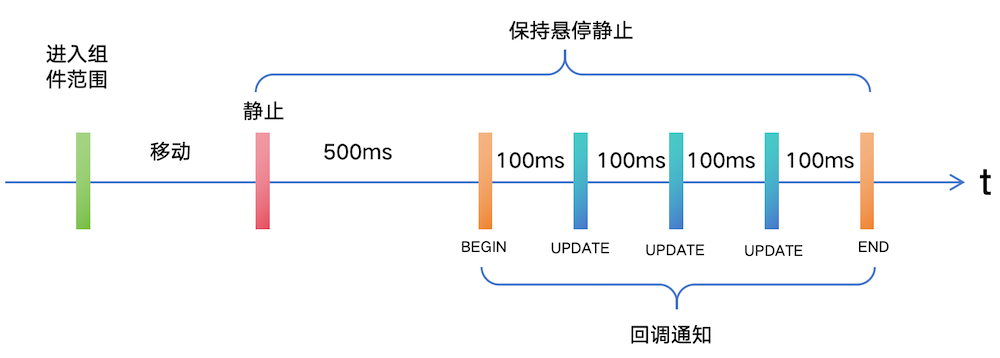 保持悬停静止
进入组
件范围
静止
移动
500ms
100ms
100ms
100ms
100ms
t
BEGIN
UPDATE
UPDATE
UPDATE
END
回调通知